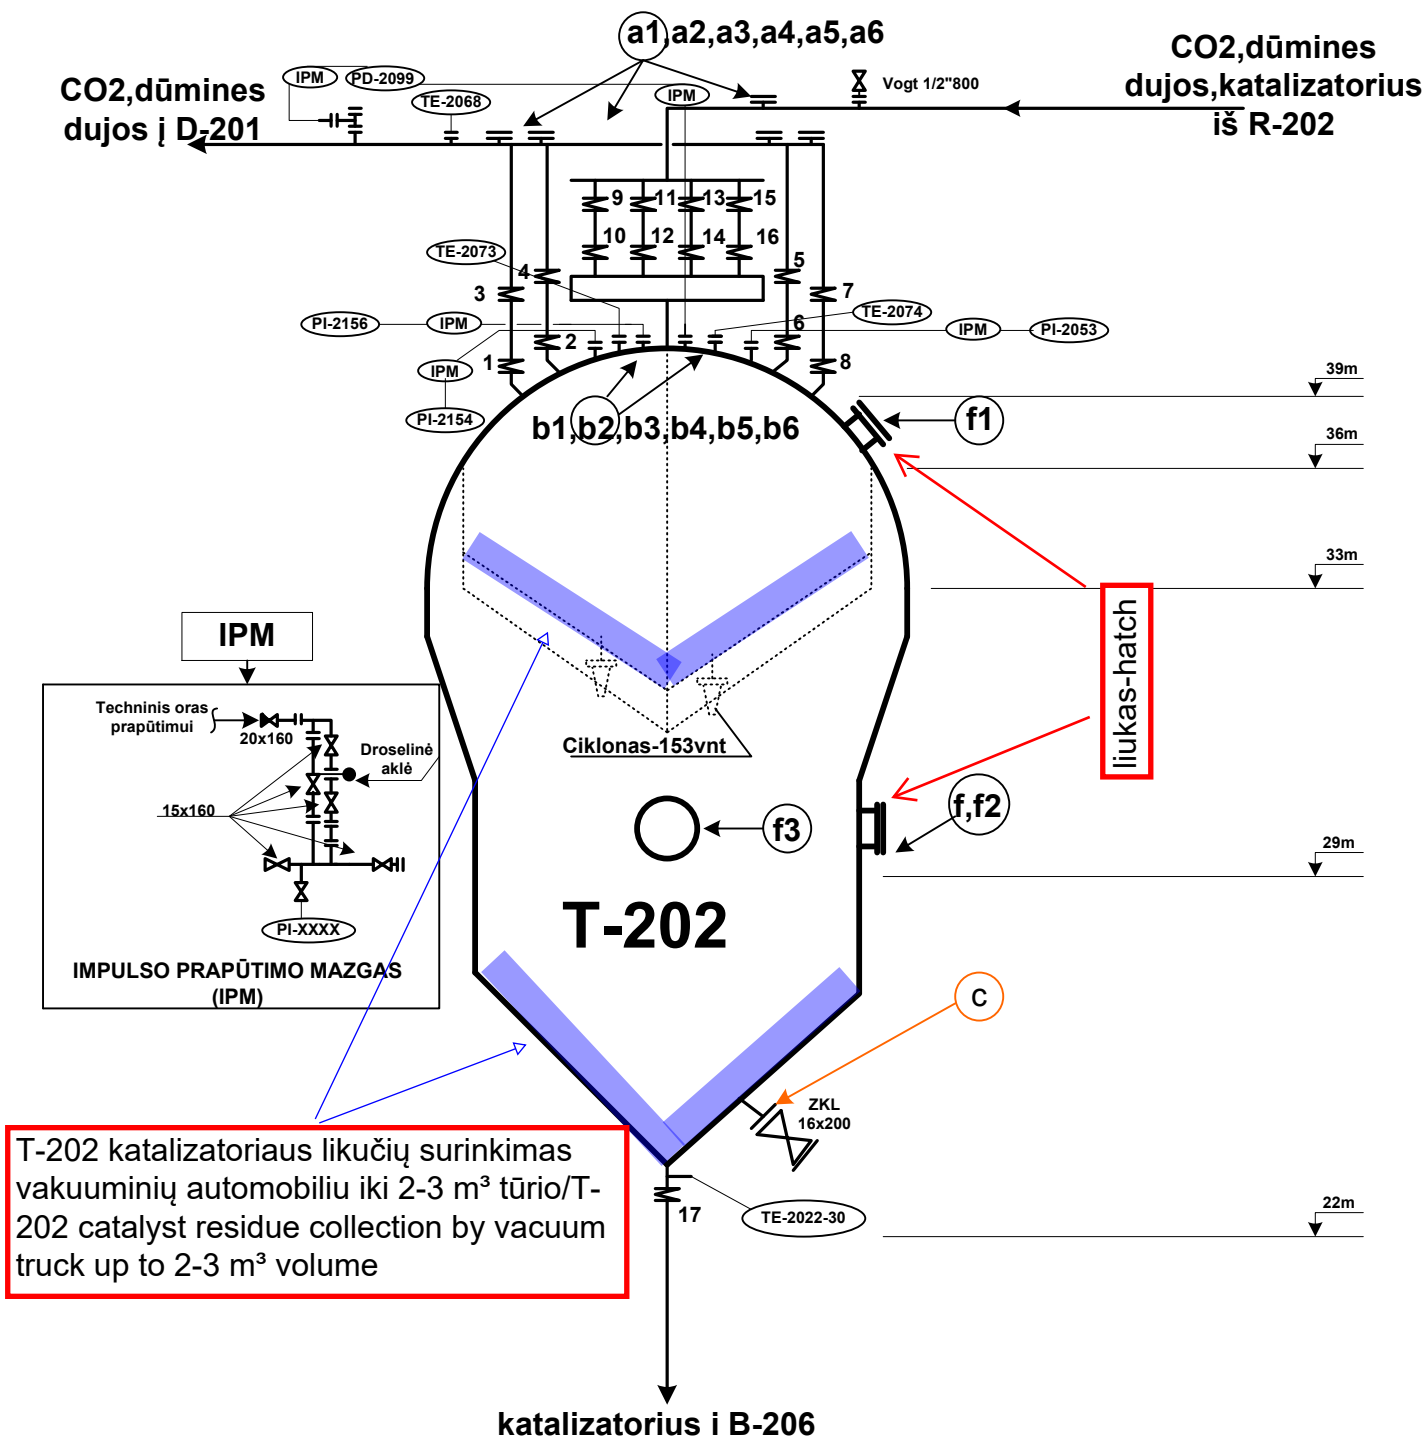 a1,a2,a3,a4,a5,a6
CO2,dūmines
dujos,katalizatorius
iš R-202
CO2,dūmines
dujos į D-201
IPM
PD-2099
TE-2068
IPM
Vogt 1/2"800
9
11
13
15
10
12
14
16
TE-2073
4
5
3
7
TE-2074
PI-2156
IPM
6
IPM
PI-2053
2
1
8
IPM
PI-2154
b1,b2,b3,b4,b5,b6
f1
39m
36m
33m
29m
22m
liukas-hatch
IPM
Techninis oras
prapūtimui
20x160
Droselinė
aklė
15x160
PI-XXXX
IMPULSO PRAPŪTIMO MAZGAS
(IPM)
Ciklonas-153vnt
f3
f,f2
T-202
c
ZKL
16x200
T-202 katalizatoriaus likučių surinkimas
vakuuminių automobiliu iki 2-3 m³ tūrio/T-
202 catalyst residue collection by vacuum
truck up to 2-3 m³ volume
17
TE-2022-30
katalizatorius i B-206